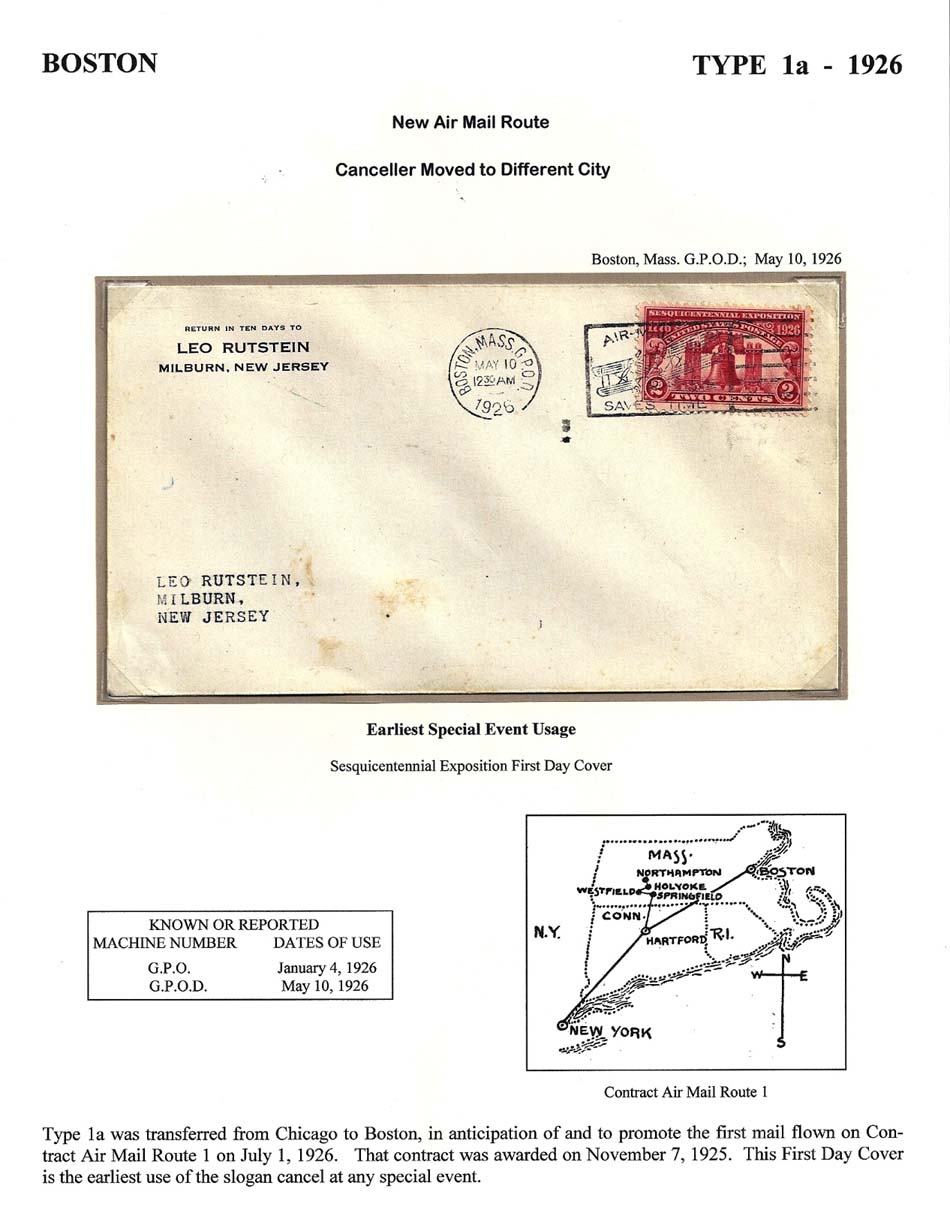 BOSTON
TYPE 1a - 1926
New Air Mail Route
Canceller Moved to Different City
Boston, Mass. G.P.O.D.; May 10, 1926
RETURN IN TEN DAYS TO
LEO RUTSTEIN
MILBURN, NEW JERSEY
BOSTON, MASS. G.P.O.D.
MAY 10
1230 AM
1926
AIR-M
SAVES TIME
SESQUICENTENNIAL EXPOSITION
UNITED STATES POSTAGE
1926
2 2
TWO CENTS
LEO RUTSTEIN,
MILBURN,
NEW JERSEY
Earliest Special Event Usage
Sesquicentennial Exposition First Day Cover
KNOWN OR REPORTED
MACHINE NUMBER DATES OF USE
G.P.O. January 4, 1926
G.P.O.D. May 10, 1926
MASS.
NORTHAMPTON
BOSTON
WESTFIELD
HOLYOKE
SPRINGFIELD
CONN.
N.Y.
HARTFORD
R.I.
N
W E
S
NEW YORK
Contract Air Mail Route 1
Type 1a was transferred from Chicago to Boston, in anticipation of and to promote the first mail flown on Con-
tract Air Mail Route 1 on July 1, 1926. That contract was awarded on November 7, 1925. This First Day Cover
is the earliest use of the slogan cancel at any special event.